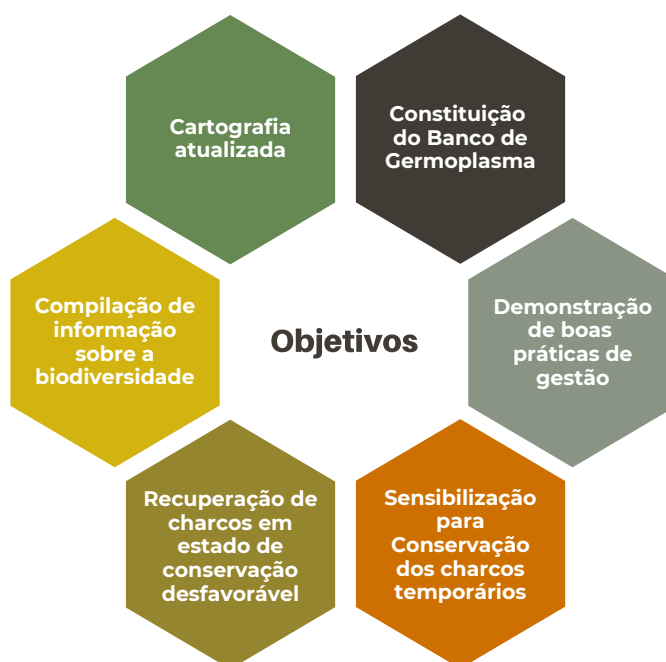 Cartografia
atualizada
Constituição
do Banco de
Germoplasma
Compilação de
informação
sobre a
biodiversidade
Objetivos
Demonstração
de boas
práticas de
gestão
Recuperação de
charcos em
estado de
conservação
desfavorável
Sensibilização
para
Conservação
dos charcos
temporários